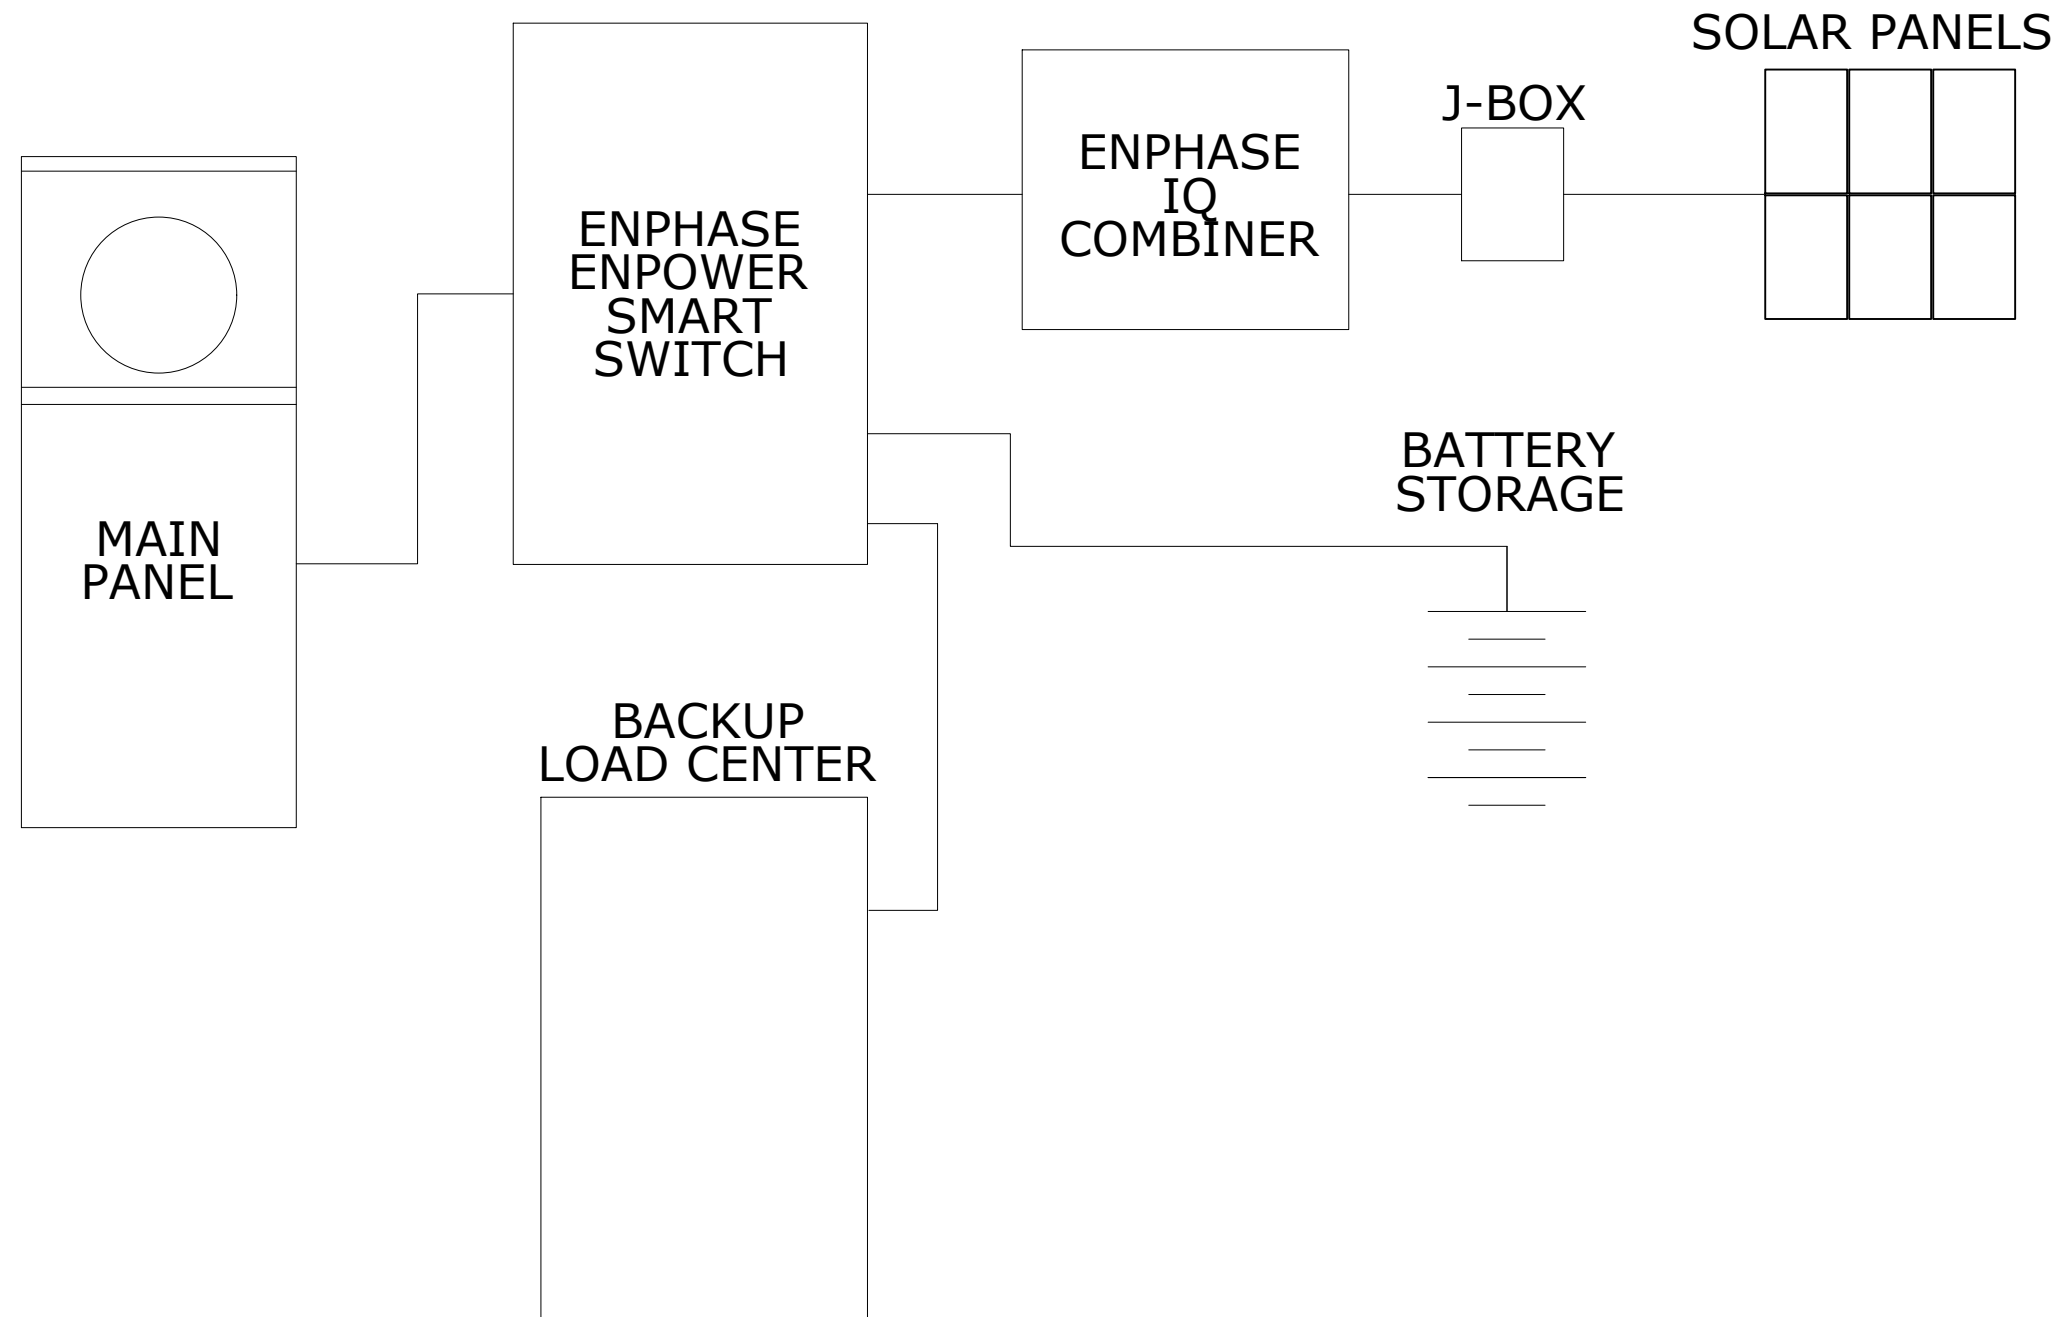 SOLAR PANELS
J-BOX
ENPHASE
IQ
COMBINER
ENPHASE
ENPOWER
SMART
SWITCH
BATTERY
STORAGE
MAIN
PANEL
BACKUP
LOAD CENTER